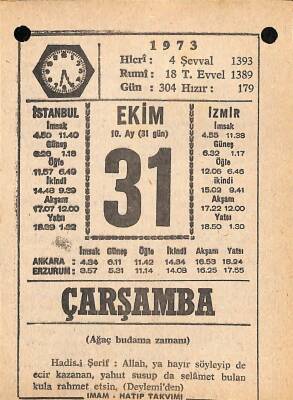 1973
Hicrî : 4 Şevval 1393
Rumî : 18 T. Evvel 1389
Gün : 304 Hızır : 179
İSTANBUL
İmsak
4.50 11.40
Güneş
6.28 1.18
Öğle
11.57 6.49
İkindi
14.48 9.39
Akşam
17.07 12.00
Yatsı
18.39 1.32
EKİM
10. Ay (31 gün)
31
İZMİR
İmsak
4.55 11.38
Güneş
6.32 1.17
Öğle
12.06 6.46
İkindi
15.02 9.41
Akşam
17.22 12.00
Yatsı
18.50 1.30
İmsak Güneş Öğle İkindi Akşam Yatsı
ANKARA : 4.34 6.11 11.42 14.34 16.53 18.24
ERZURUM : 3.57 5.31 11.14 14.08 16.25 17.55
ÇARŞAMBA
(Ağaç budama zamanı)
Hadis-i Şerif : Allah, ya hayır söyleyip de
ecir kazanan, yahut susup da selâmet bulan
kula rahmet etsin, (Deylemi'den)
İMAM - HATİP TAKVİMİ